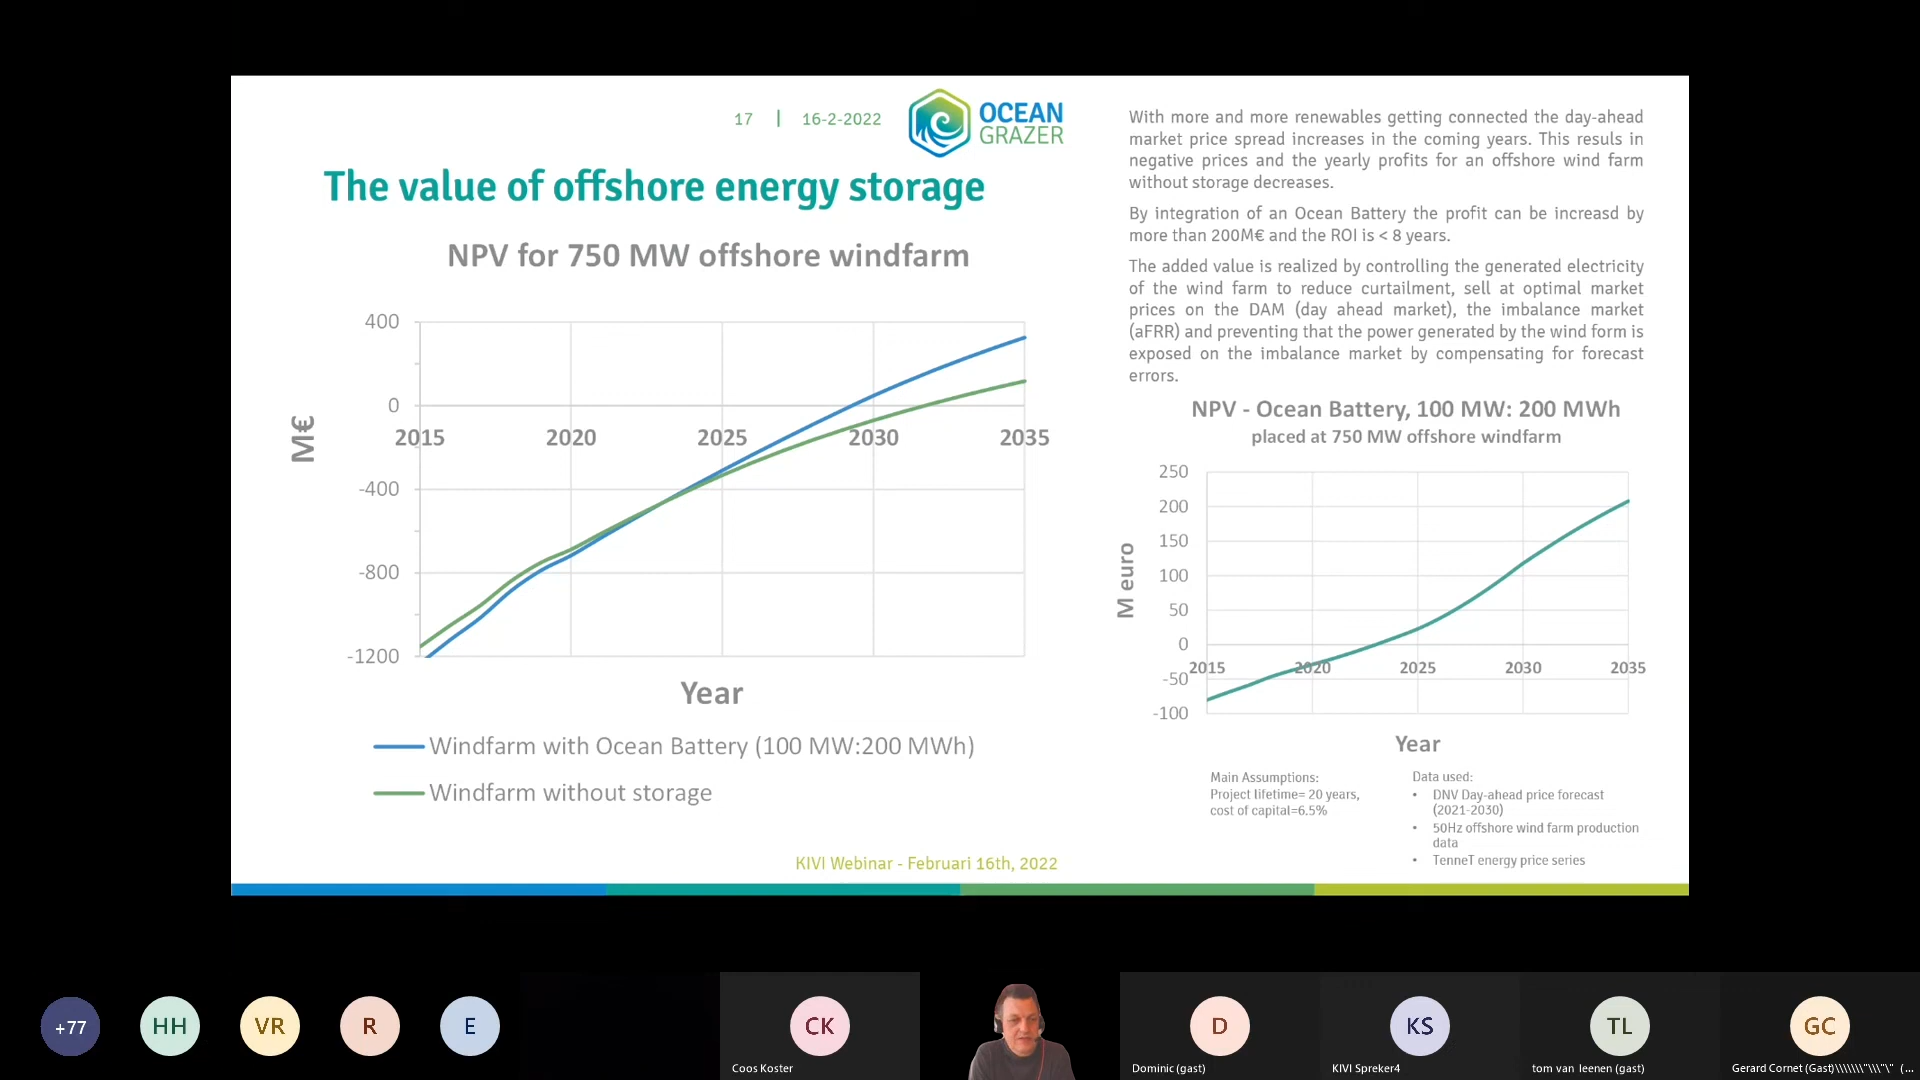 17 | 16-2-2022
OCEAN
GRAZER
The value of offshore energy storage
NPV for 750 MW offshore windfarm
400
0
-400
-800
-1200
M€
2015 2020 2025 2030 2035
Year
Windfarm with Ocean Battery (100 MW:200 MWh)
Windfarm without storage
KIVI Webinar - Februari 16th, 2022
With more and more renewables getting connected the day-ahead
market price spread increases in the coming years. This resuls in
negative prices and the yearly profits for an offshore wind farm
without storage decreases.
By integration of an Ocean Battery the profit can be increasd by
more than 200M€ and the ROI is < 8 years.
The added value is realized by controlling the generated electricity
of the wind farm to reduce curtailment, sell at optimal market
prices on the DAM (day ahead market), the imbalance market
(aFRR) and preventing that the power generated by the wind form is
exposed on the imbalance market by compensating for forecast
errors.
NPV - Ocean Battery, 100 MW: 200 MWh
placed at 750 MW offshore windfarm
250
200
150
100
50
0
-50
-100
M euro
2015 2020 2025 2030 2035
Year
Main Assumptions:
Project lifetime= 20 years,
cost of capital=6.5%
Data used:
• DNV Day-ahead price forecast
(2021-2030)
• 50Hz offshore wind farm production
data
• TenneT energy price series
+77
HH
VR
R
E
CK
Coos Koster
D
Dominic (gast)
KS
KIVI Spreker4
TL
tom van leenen (gast)
GC
Gerard Cornet (Gast)\\\\\\\"\\\"\" (...